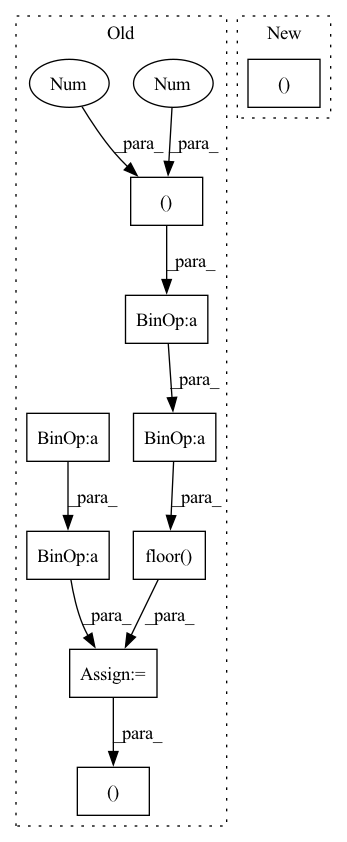 Old
New
Num
Num
()
_para_
_para_
()
_para_
BinOp:a
_para_
BinOp:a
BinOp:a
_para_
_para_
BinOp:a
floor()
_para_
_para_
Assign:=
_para_
()